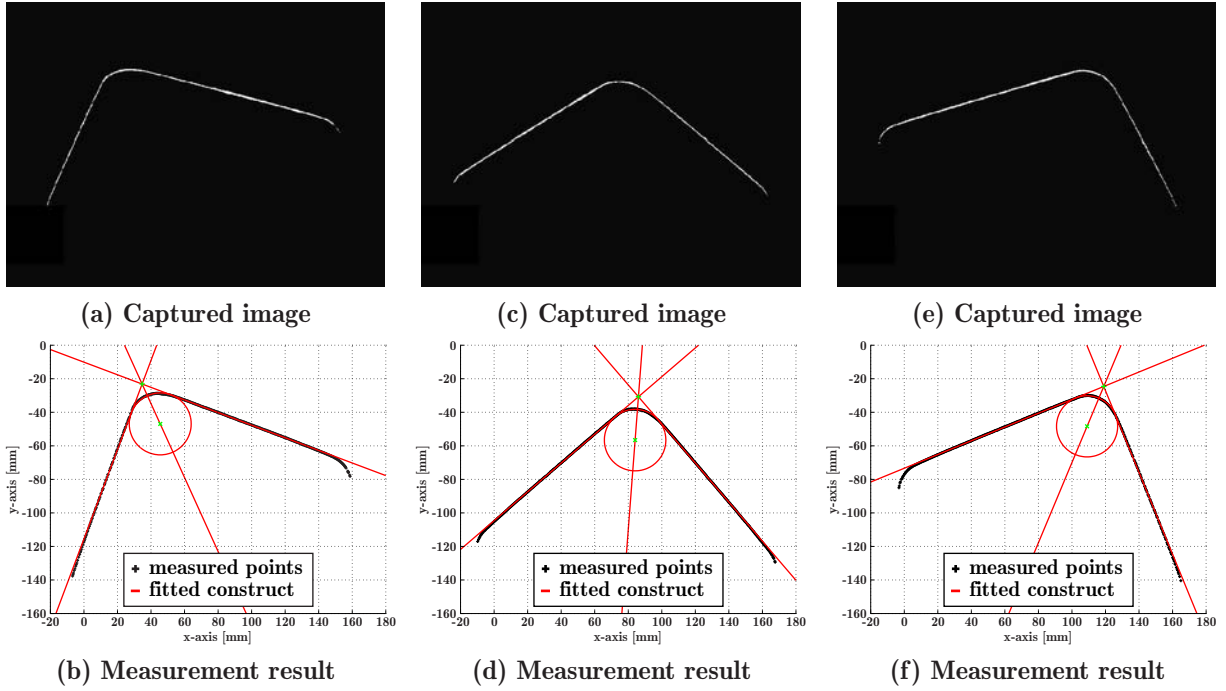 (a) Captured image
(c) Captured image
(e) Captured image
0
-20
-40
-60
-80
-100
-120
-140
-160
-20 0 20 40 60 80 100 120 140 160 180
y-axis [mm]
x-axis [mm]
measured points
fitted construct
0
-20
-40
-60
-80
-100
-120
-140
-160
-20 0 20 40 60 80 100 120 140 160 180
y-axis [mm]
x-axis [mm]
measured points
fitted construct
0
-20
-40
-60
-80
-100
-120
-140
-160
-20 0 20 40 60 80 100 120 140 160 180
y-axis [mm]
x-axis [mm]
measured points
fitted construct
(b) Measurement result
(d) Measurement result
(f) Measurement result